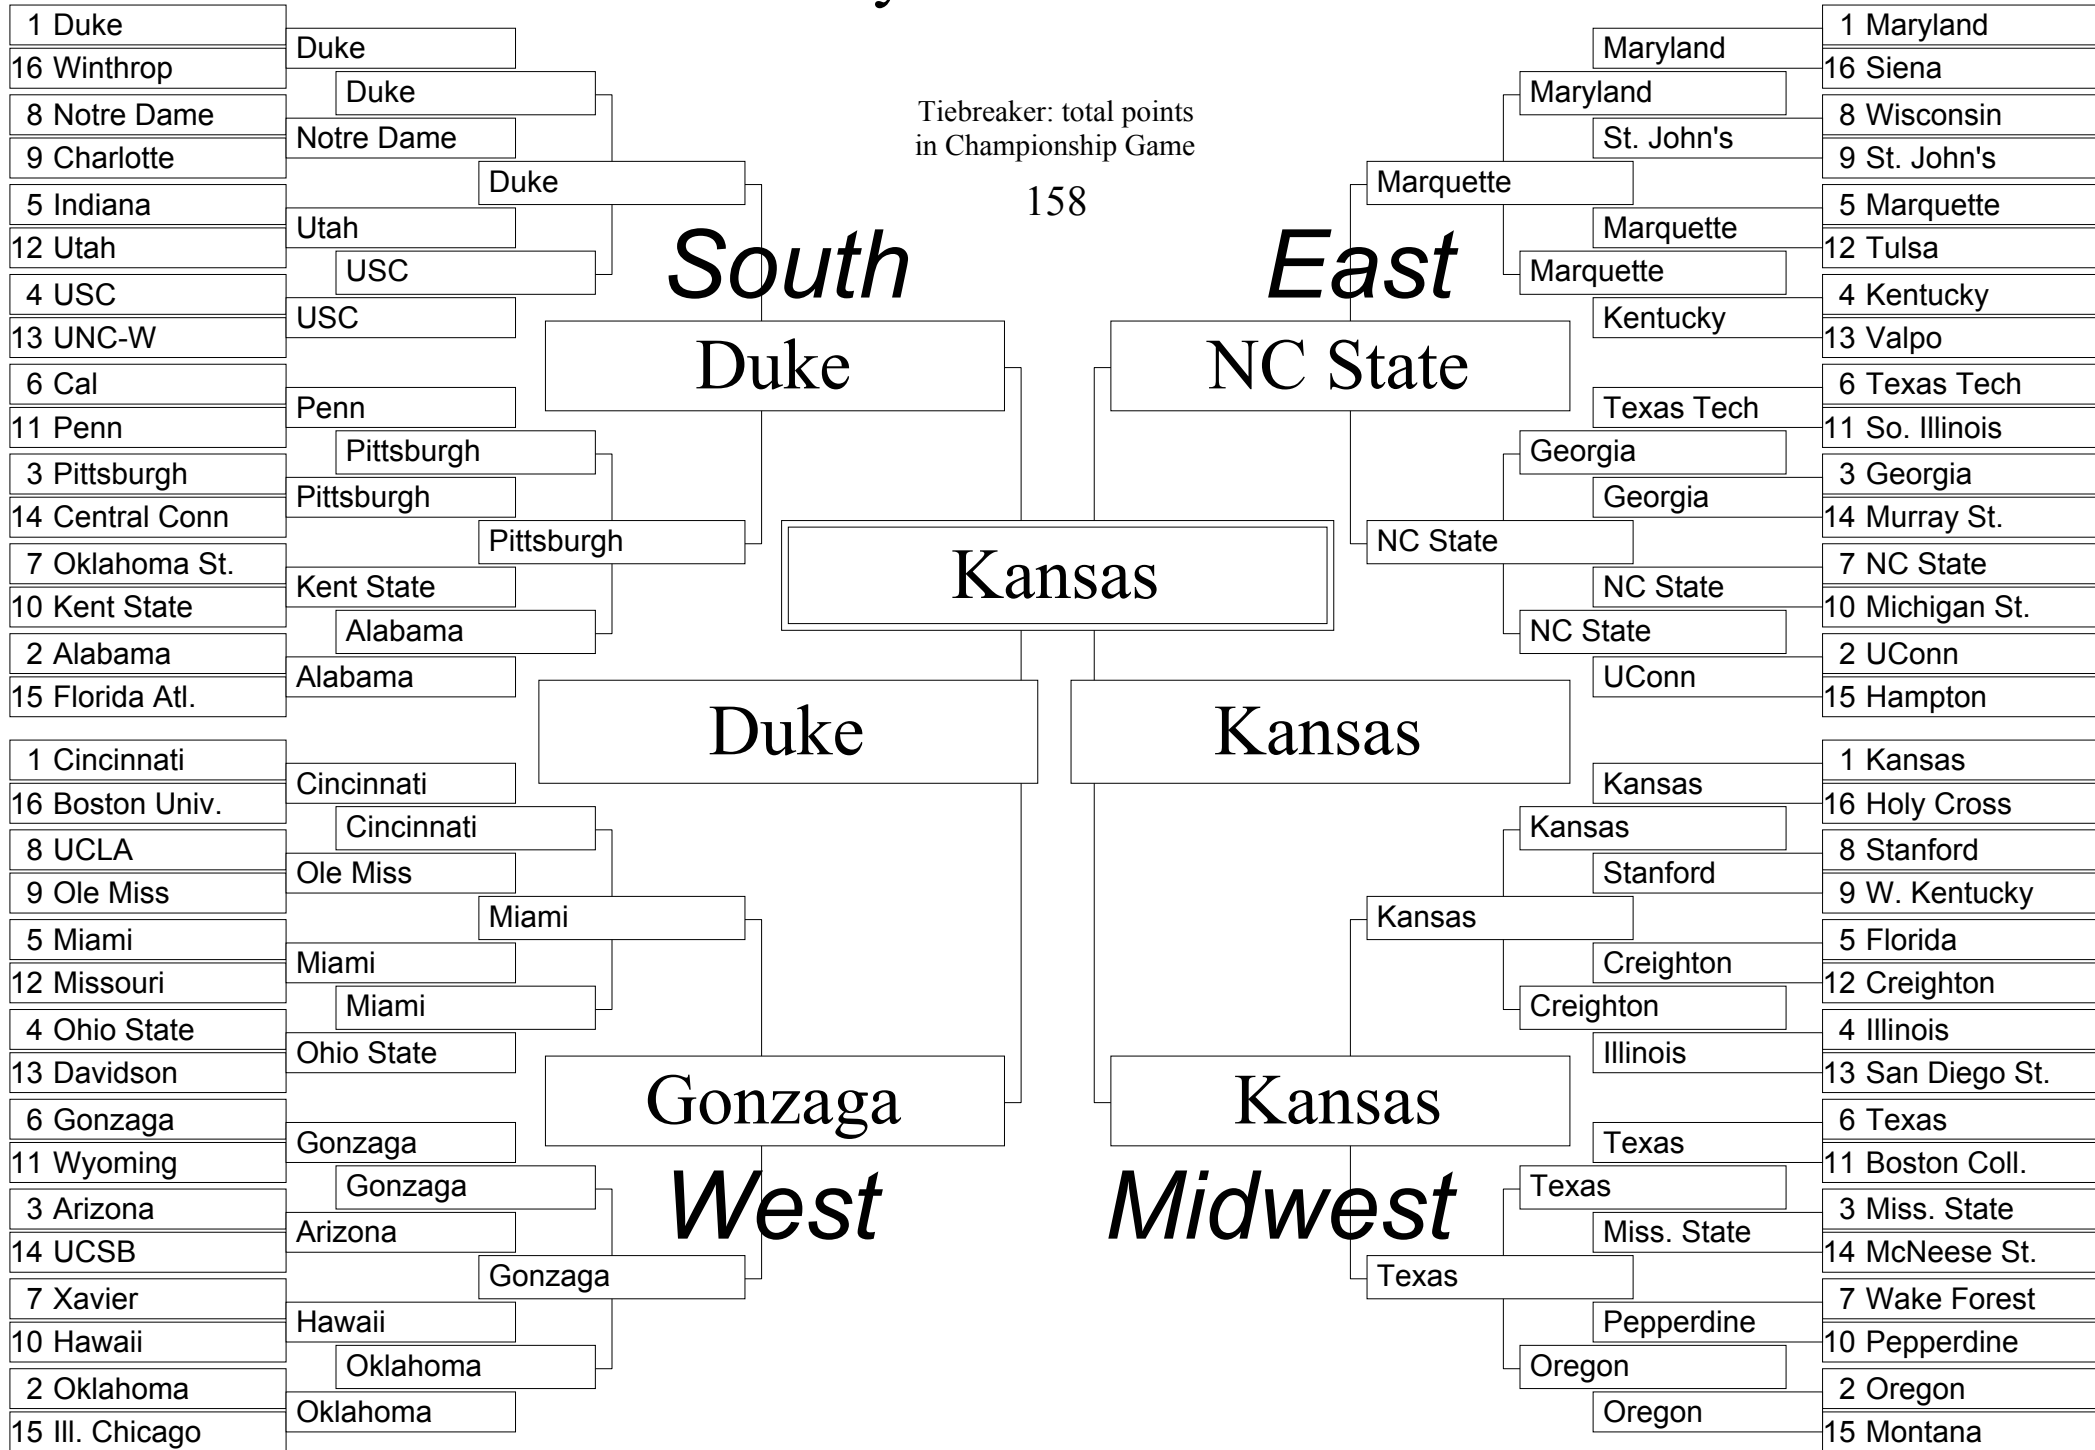 y
1 Duke
16 Winthrop
8 Notre Dame
9 Charlotte
5 Indiana
12 Utah
4 USC
13 UNC-W
6 Cal
11 Penn
3 Pittsburgh
14 Central Conn
7 Oklahoma St.
10 Kent State
2 Alabama
15 Florida Atl.
Duke
Notre Dame
Utah
USC
Penn
Pittsburgh
Kent State
Alabama
Duke
USC
Pittsburgh
Alabama
Duke
Pittsburgh
South
Duke
1 Cincinnati
16 Boston Univ.
8 UCLA
9 Ole Miss
5 Miami
12 Missouri
4 Ohio State
13 Davidson
6 Gonzaga
11 Wyoming
3 Arizona
14 UCSB
7 Xavier
10 Hawaii
2 Oklahoma
15 Ill. Chicago
Cincinnati
Ole Miss
Miami
Ohio State
Gonzaga
Arizona
Hawaii
Oklahoma
Cincinnati
Miami
Gonzaga
Oklahoma
Miami
Gonzaga
Gonzaga
West
Tiebreaker: total points
in Championship Game
158
Kansas
Duke
Kansas
East
NC State
Marquette
NC State
Maryland
Marquette
Georgia
NC State
Maryland
St. John's
Marquette
Kentucky
Texas Tech
Georgia
NC State
UConn
1 Maryland
16 Siena
8 Wisconsin
9 St. John's
5 Marquette
12 Tulsa
4 Kentucky
13 Valpo
6 Texas Tech
11 So. Illinois
3 Georgia
14 Murray St.
7 NC State
10 Michigan St.
2 UConn
15 Hampton
Kansas
Midwest
Kansas
Texas
Kansas
Creighton
Texas
Oregon
Kansas
Stanford
Creighton
Illinois
Texas
Miss. State
Pepperdine
Oregon
1 Kansas
16 Holy Cross
8 Stanford
9 W. Kentucky
5 Florida
12 Creighton
4 Illinois
13 San Diego St.
6 Texas
11 Boston Coll.
3 Miss. State
14 McNeese St.
7 Wake Forest
10 Pepperdine
2 Oregon
15 Montana